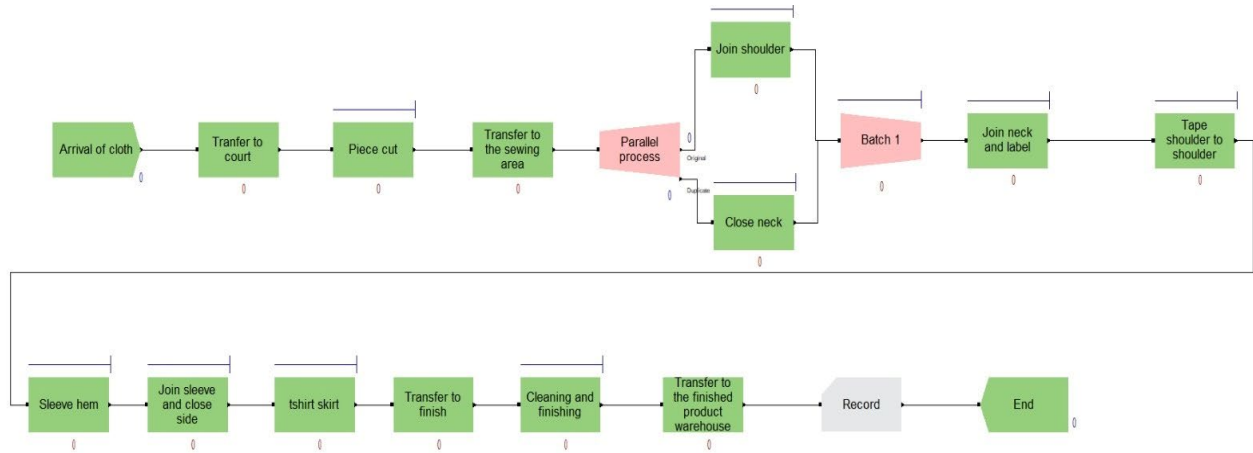 Join shoulder
0
Arrival of cloth
0
Tranfer to
court
0
Piece cut
0
Transfer to
the sewing
area
0
Parallel
process
0
Original
0
Duplicate
Close neck
0
Batch 1
0
Join neck
and label
0
Tape
shoulder to
shoulder
0
Sleeve hem
0
Join sleeve
and close
side
0
tshirt skirt
0
Transfer to
finish
0
Cleaning and
finishing
0
Transfer to
the finished
product
warehouse
0
Record
End
0